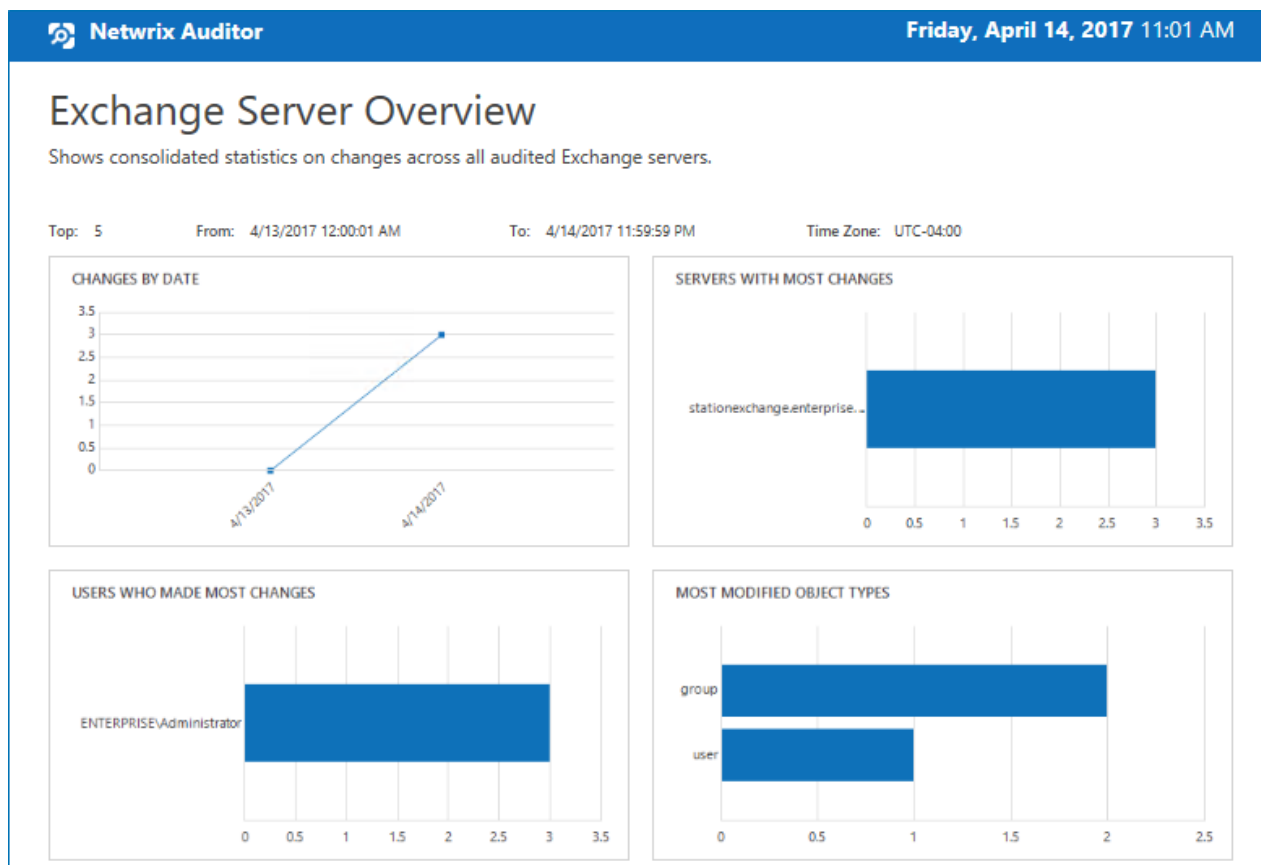 Netwrix Auditor
Friday, April 14, 2017 11:01 AM
Exchange Server Overview
Shows consolidated statistics on changes across all audited Exchange servers.
Top: 5 From: 4/13/2017 12:00:01 AM To: 4/14/2017 11:59:59 PM Time Zone: UTC-04:00
CHANGES BY DATE
3.5
3
2.5
2
1.5
1
0.5
0
4/13/2017
4/14/2017
SERVERS WITH MOST CHANGES
stationexchange.enterprise...
0 0.5 1 1.5 2 2.5 3 3.5
USERS WHO MADE MOST CHANGES
ENTERPRISE\Administrator
0 0.5 1 1.5 2 2.5 3 3.5
MOST MODIFIED OBJECT TYPES
group
user
0 0.5 1 1.5 2 2.5